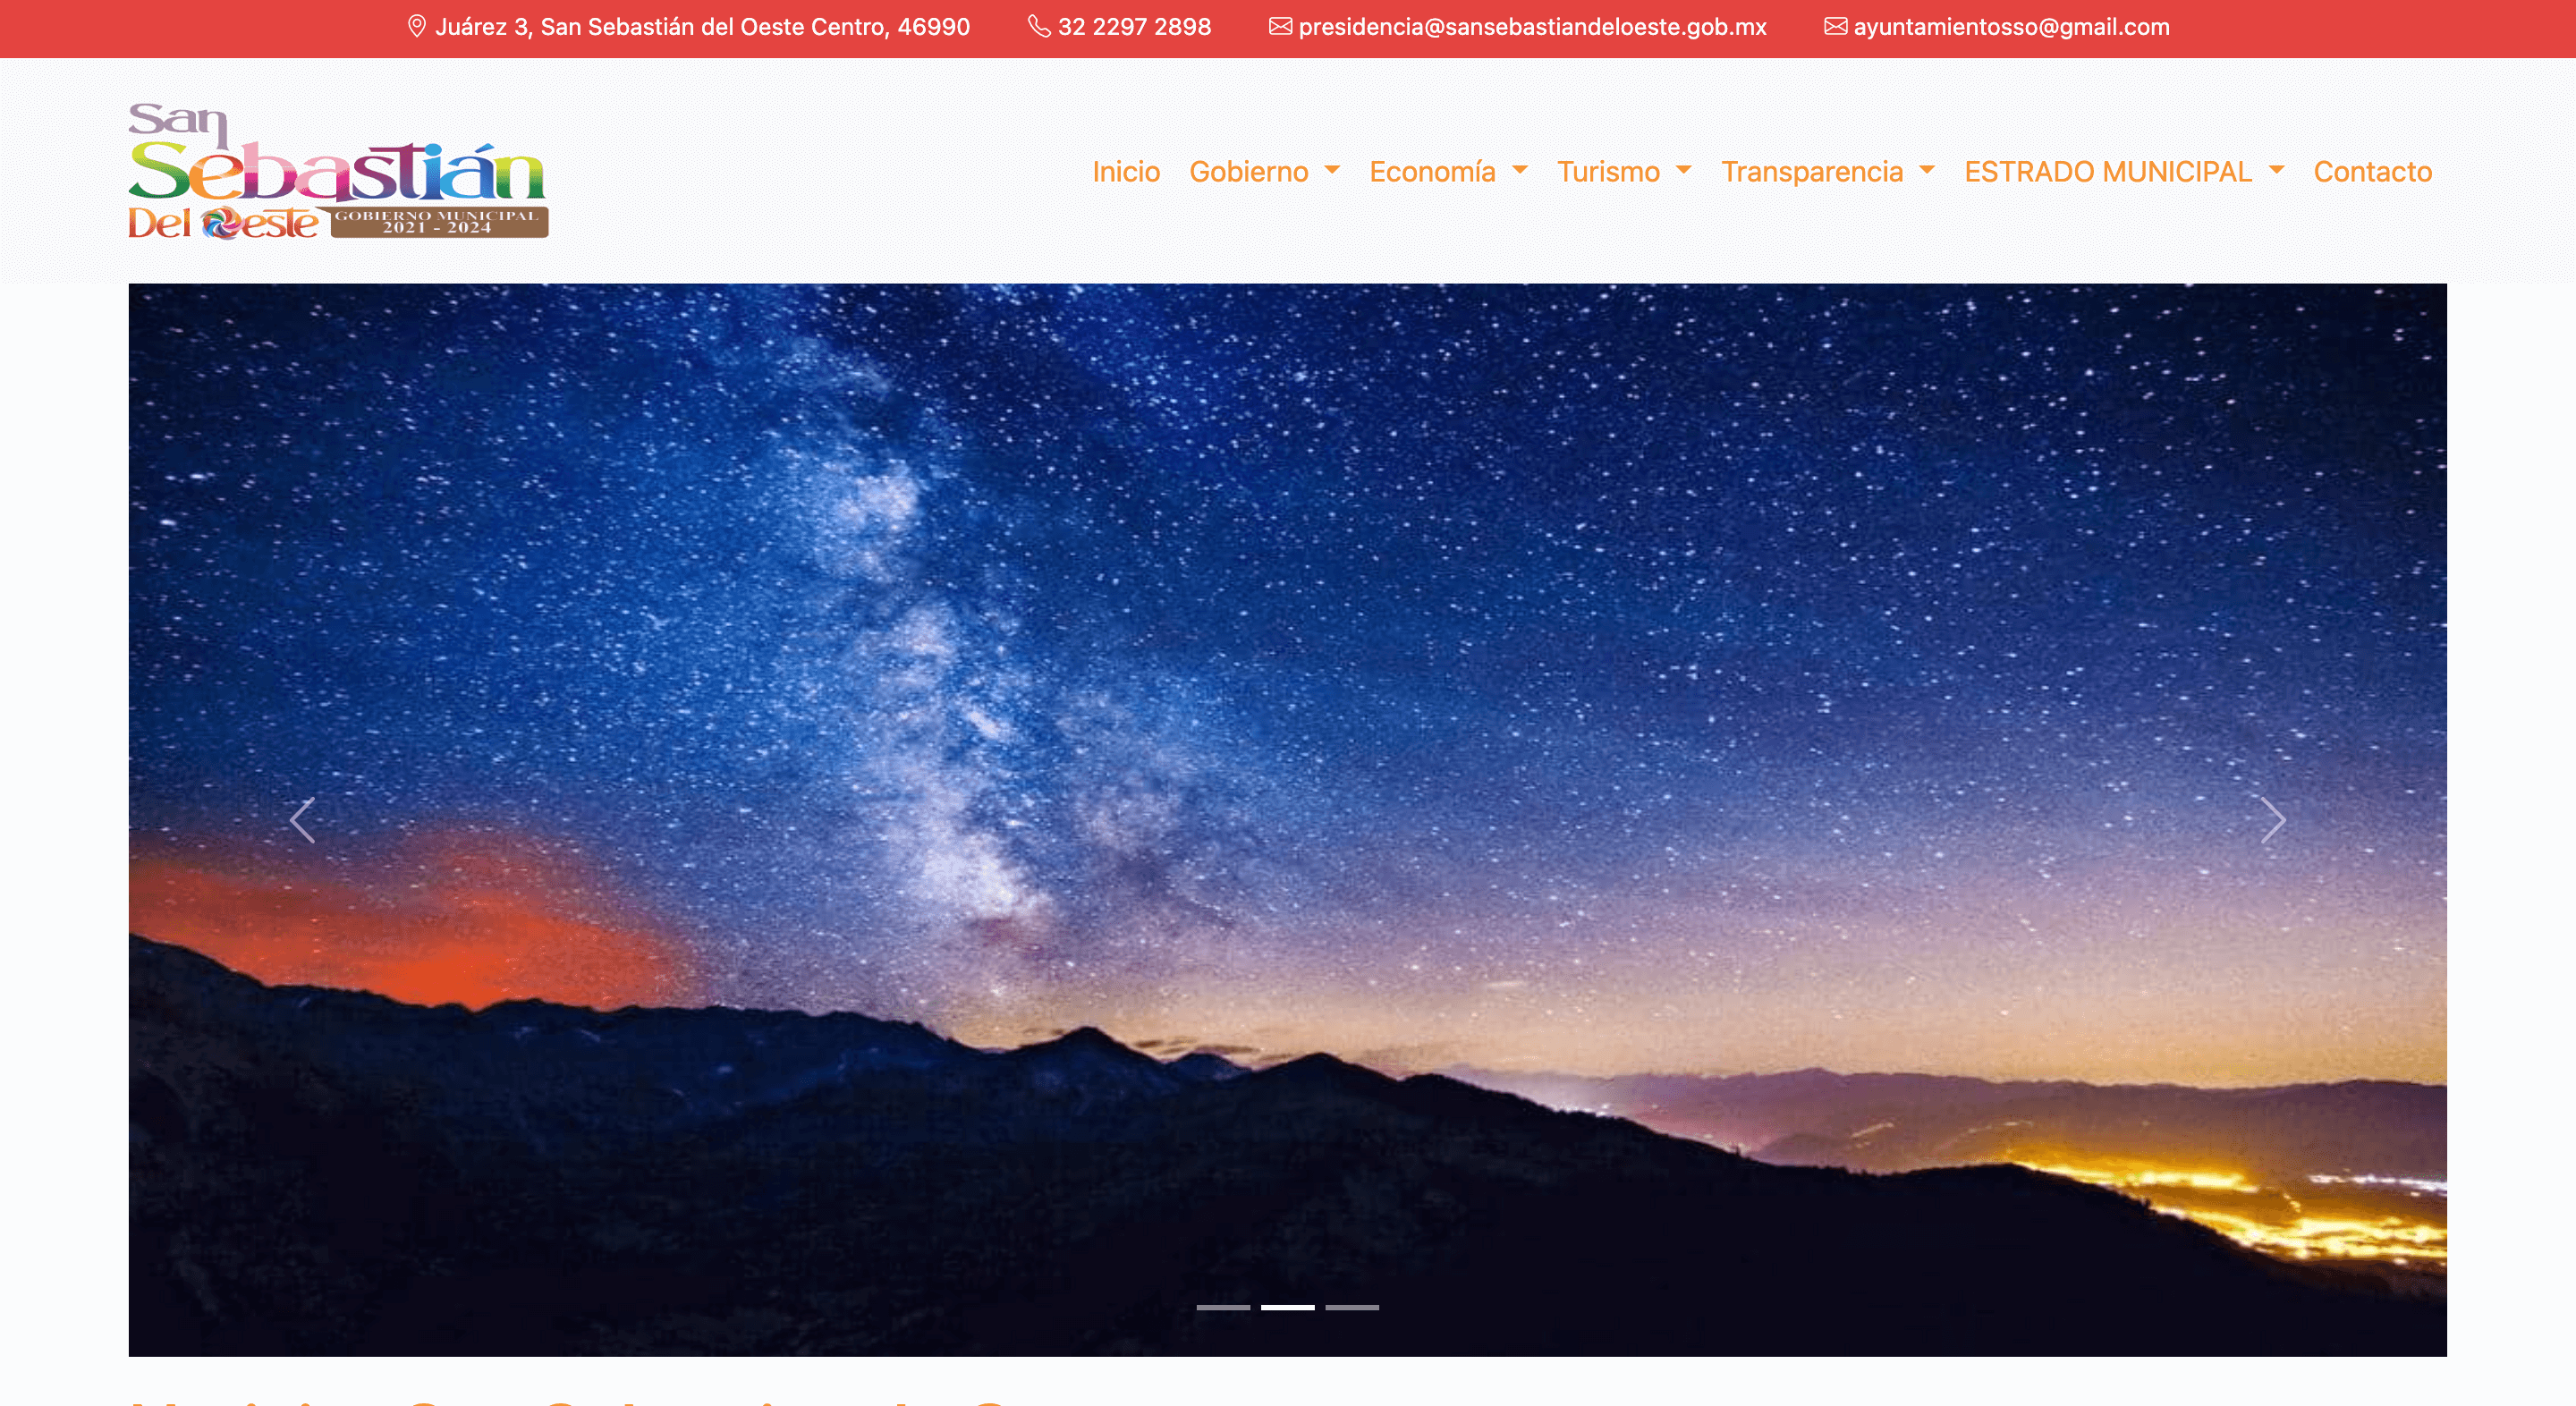 Juárez 3, San Sebastián del Oeste Centro, 46990 32 2297 2898 presidencia@sansebastiandeloeste.gob.mx ayuntamientosso@gmail.com
San
Sebastián
Del Oeste GOBIERNO MUNICIPAL
2021 - 2024
Inicio Gobierno Economía Turismo Transparencia ESTRADO MUNICIPAL Contacto